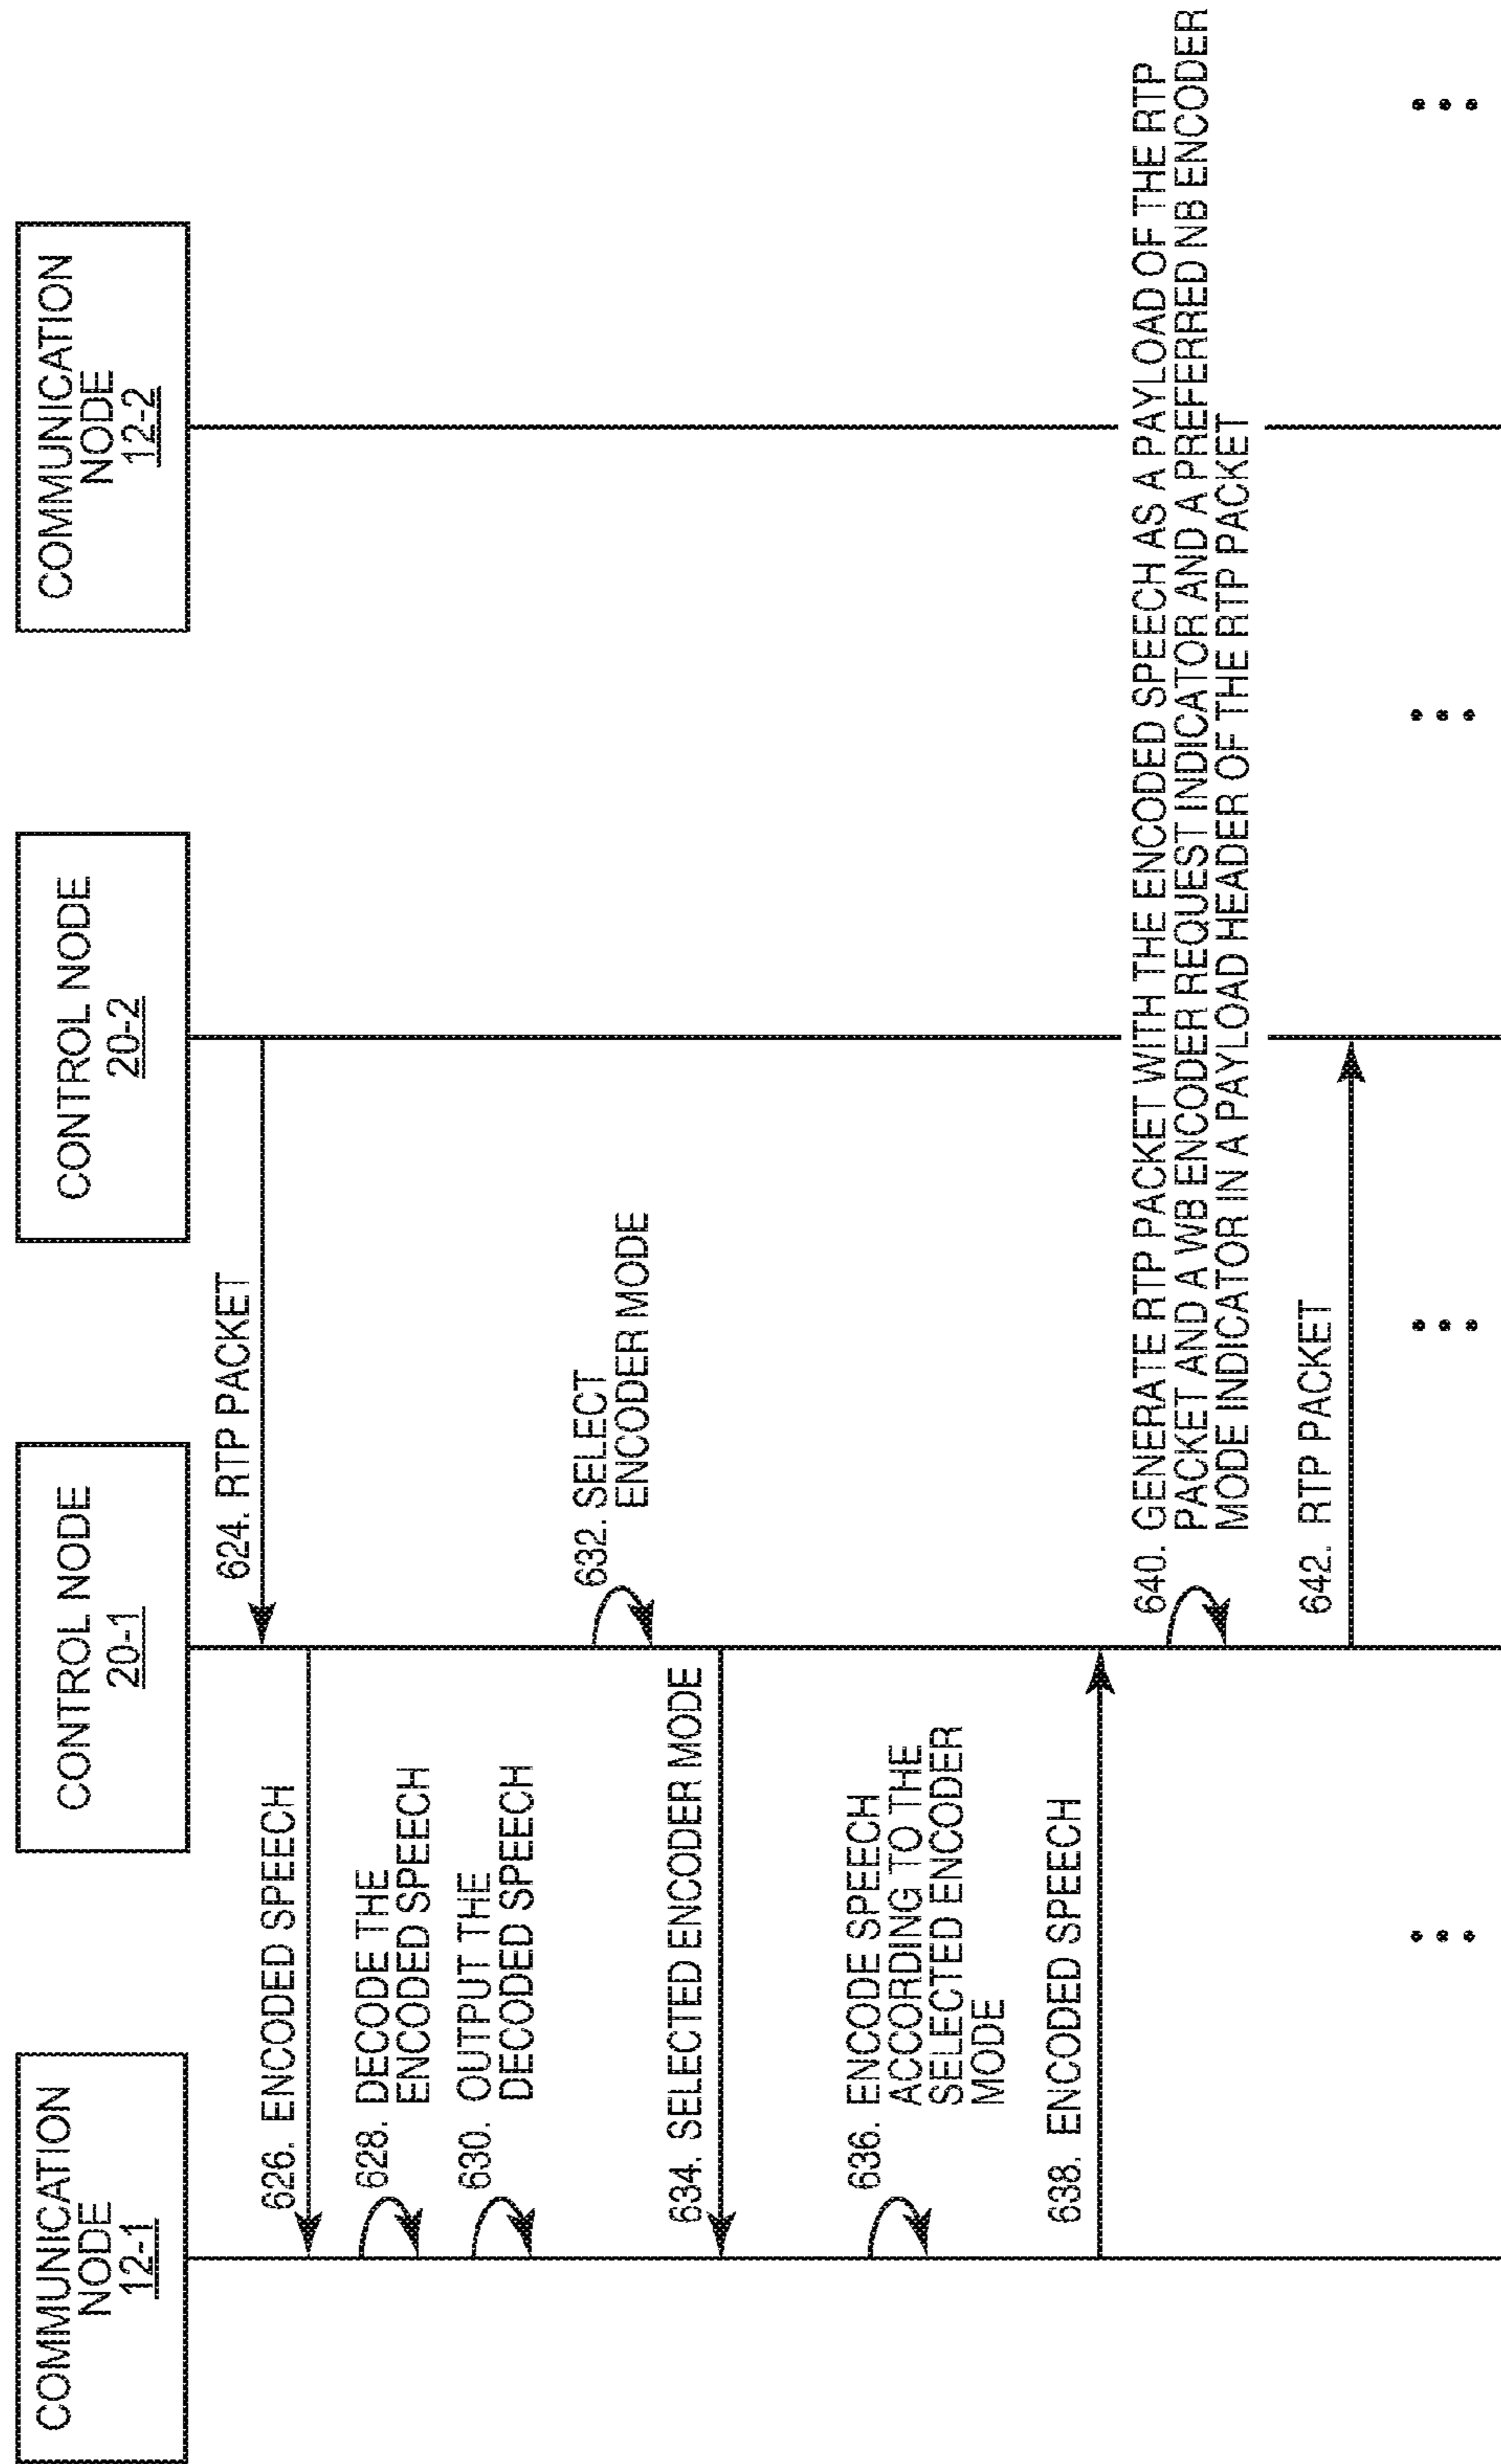 COMMUNICATION
NODE
12-1
CONTROL NODE
20-1
CONTROL NODE
20-2
COMMUNICATION
NODE
12-2
624. RTP PACKET
626. ENCODED SPEECH
628. DECODE THE
ENCODED SPEECH
630. OUTPUT THE
DECODED SPEECH
632. SELECT
ENCODER MODE
634. SELECTED ENCODER MODE
636. ENCODE SPEECH
ACCORDING TO THE
SELECTED ENCODER
MODE
638. ENCODED SPEECH
640. GENERATE RTP PACKET WITH THE ENCODED SPEECH AS A PAYLOAD OF THE RTP
PACKET AND A WB ENCODER REQUEST INDICATOR AND A PREFERRED NB ENCODER
MODE INDICATOR IN A PAYLOAD HEADER OF THE RTP PACKET
642. RTP PACKET